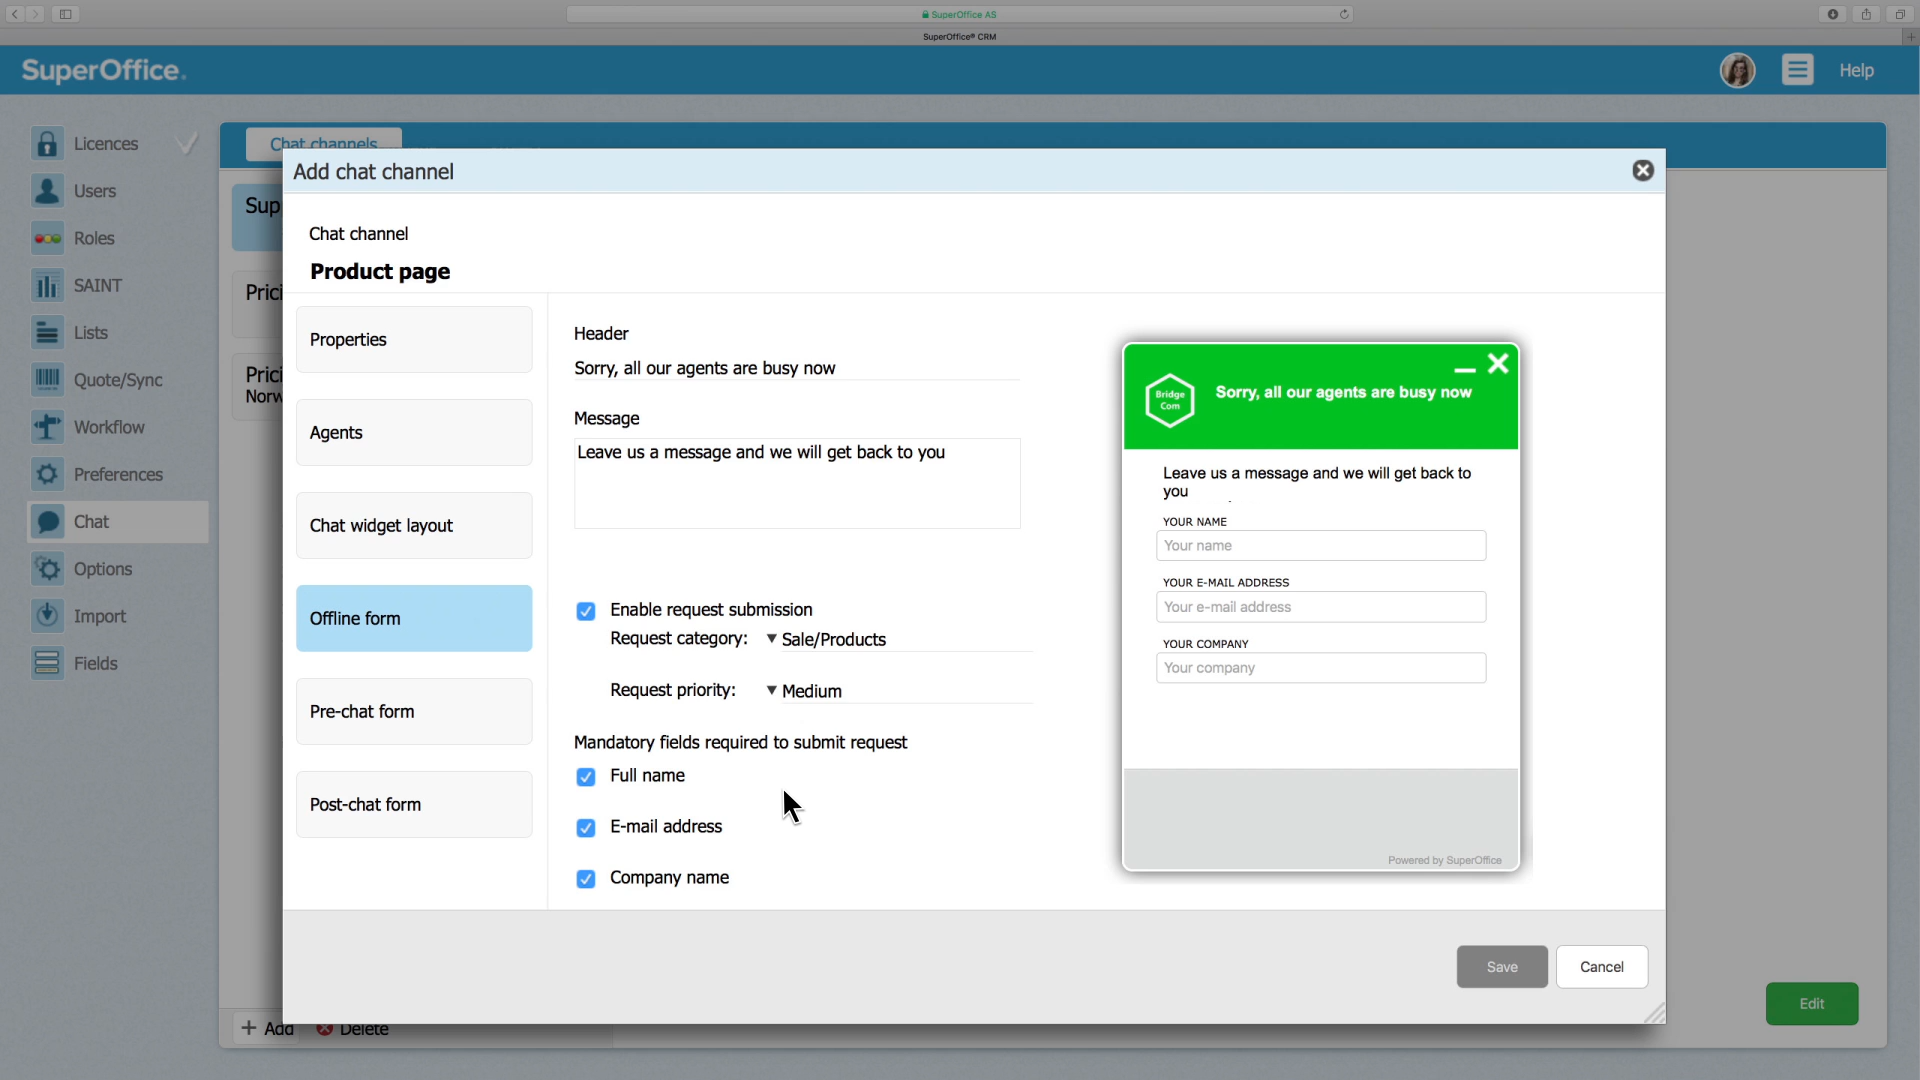 SuperOffice AS
SuperOffice® CRM
SuperOffice.
Help
Licences
Users
Roles
SAINT
Lists
Quote/Sync
Workflow
Preferences
Chat
Options
Import
Fields
Chat channels
Sup
Prici
Prici
Norw
Add chat channel
Chat channel
Product page
Properties
Agents
Chat widget layout
Offline form
Pre-chat form
Post-chat form
Header
Sorry, all our agents are busy now
Message
Leave us a message and we will get back to you
Enable request submission
Request category: Sale/Products
Request priority: Medium
Mandatory fields required to submit request
Full name
E-mail address
Company name
Bridge
Com
Sorry, all our agents are busy now
Leave us a message and we will get back to
you
YOUR NAME
Your name
YOUR E-MAIL ADDRESS
Your e-mail address
YOUR COMPANY
Your company
Powered by SuperOffice
Save
Cancel
Edit
Add
Delete